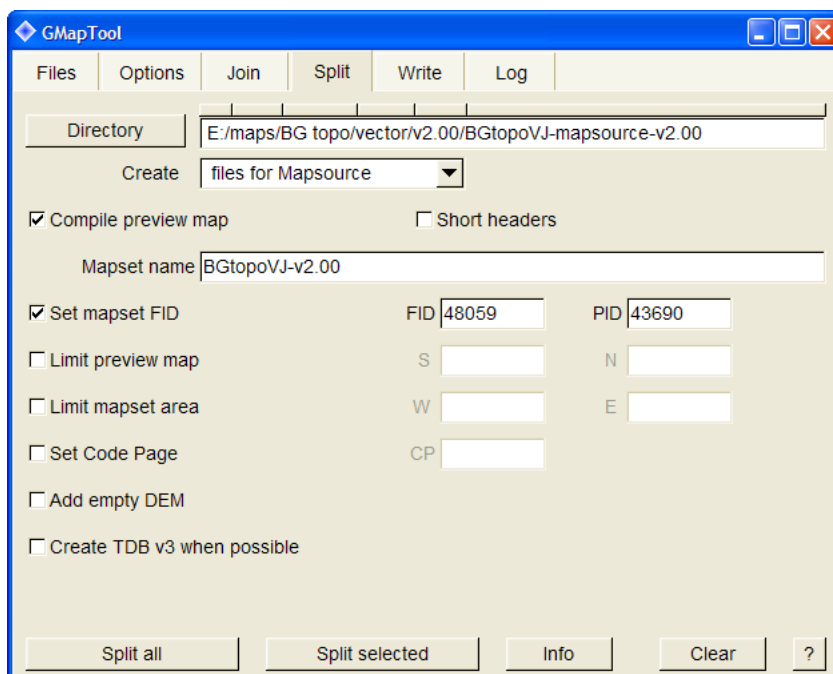 GMapTool
Files Options Join Split Write Log
Directory E:/maps/BG topo/vector/v2.00/BGtopoVJ-mapsource-v2.00
Create files for Mapsource
Compile preview map Short headers
Mapset name BGtopoVJ-v2.00
Set mapset FID FID 48059 PID 43690
Limit preview map S N
Limit mapset area W E
Set Code Page CP
Add empty DEM
Create TDB v3 when possible
Split all Split selected Info Clear ?